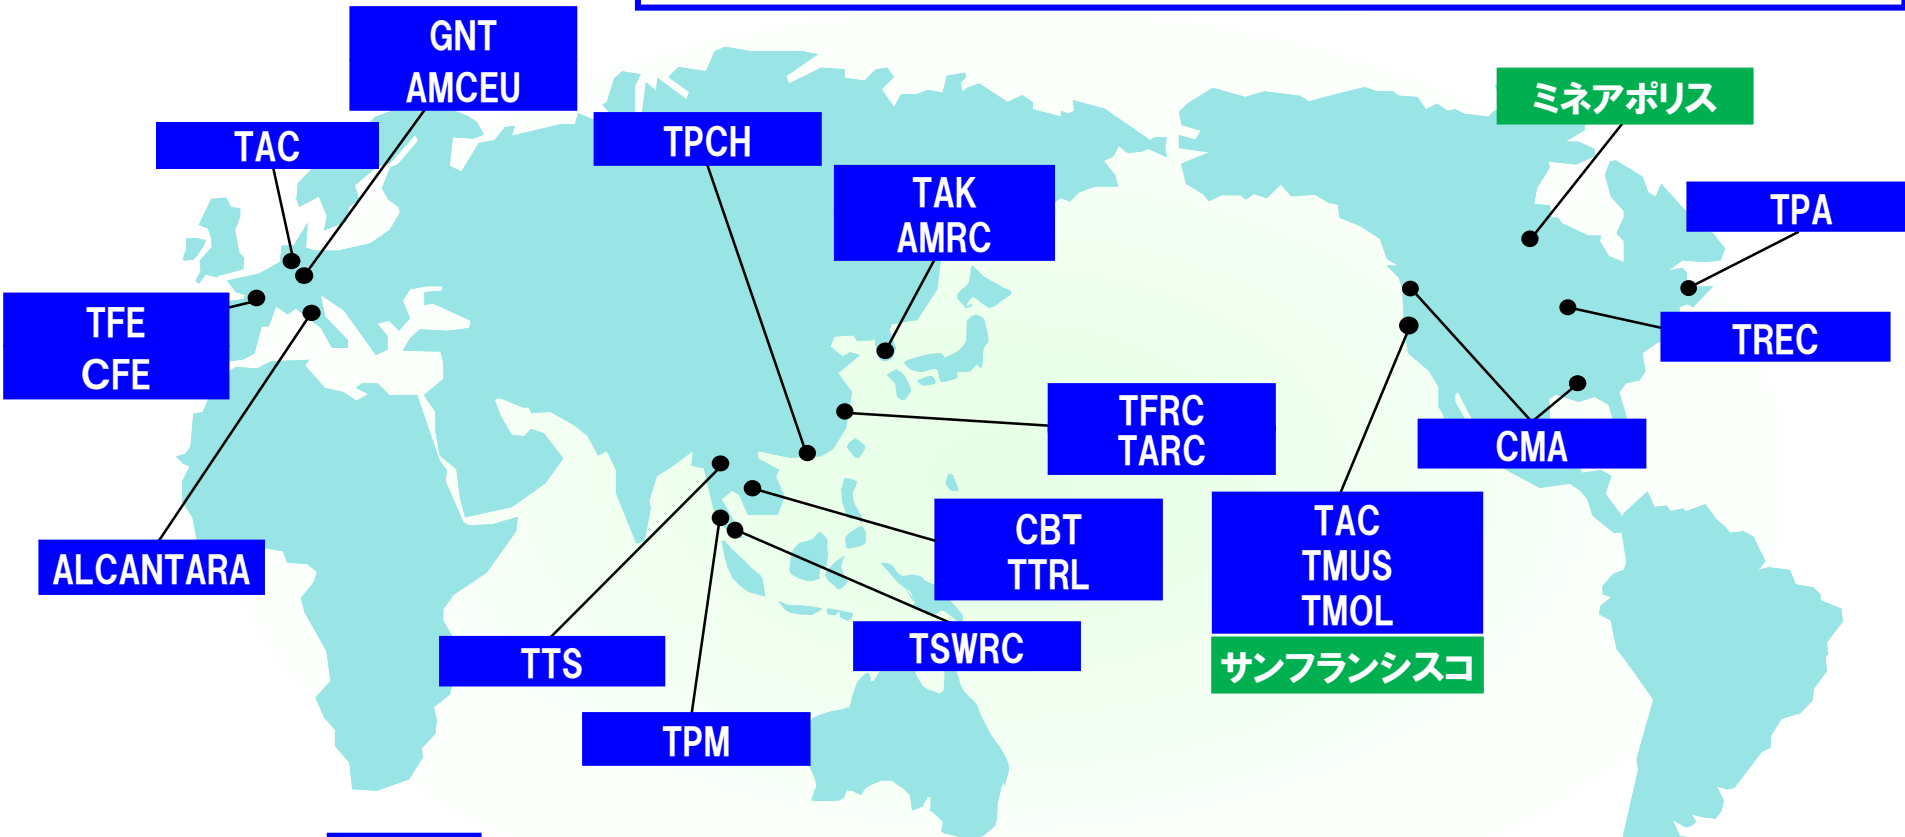 GNT
AMCEU
TAC
TPCH
ミネアポリス
TAK
AMRC
TPA
TFE
CFE
TREC
TFRC
TARC
CMA
ALCANTARA
CBT
TTRL
TAC
TMUS
TMOL
サンフランシスコ
TTS
TSWRC
TPM